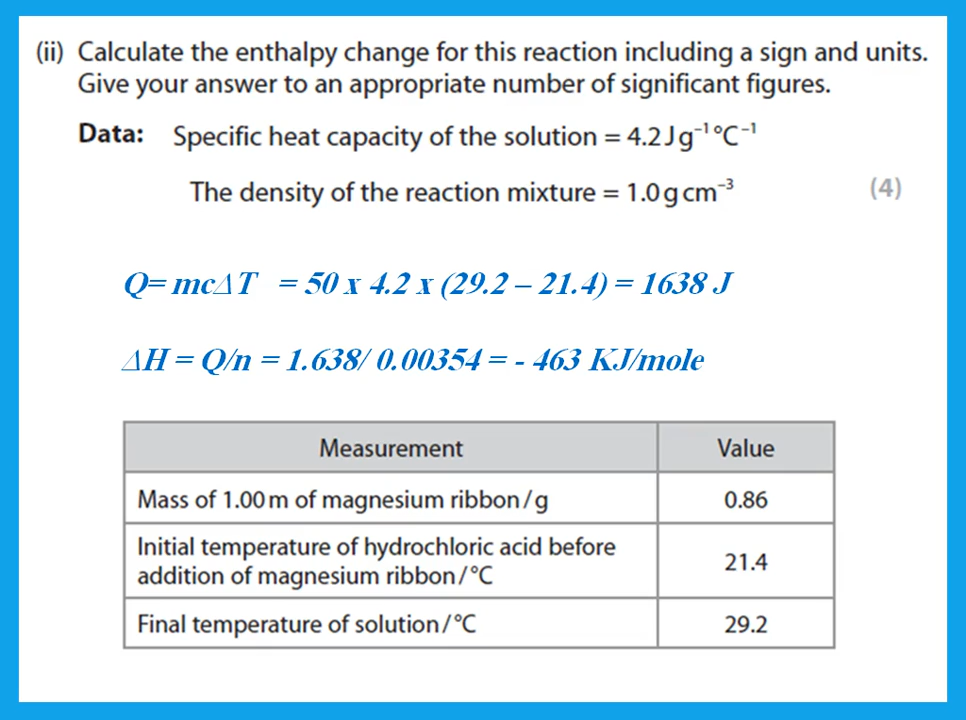 (ii) Calculate the enthalpy change for this reaction including a sign and units.
Give your answer to an appropriate number of significant figures.
Data: Specific heat capacity of the solution = 4.2 J g⁻¹ °C⁻¹
The density of the reaction mixture = 1.0 g cm⁻³ (4)
Q= mc∆T = 50 x 4.2 x (29.2 – 21.4) = 1638 J
∆H = Q/n = 1.638/ 0.00354 = - 463 KJ/mole
Measurement Value
Mass of 1.00 m of magnesium ribbon / g 0.86
Initial temperature of hydrochloric acid before
addition of magnesium ribbon / °C 21.4
Final temperature of solution / °C 29.2